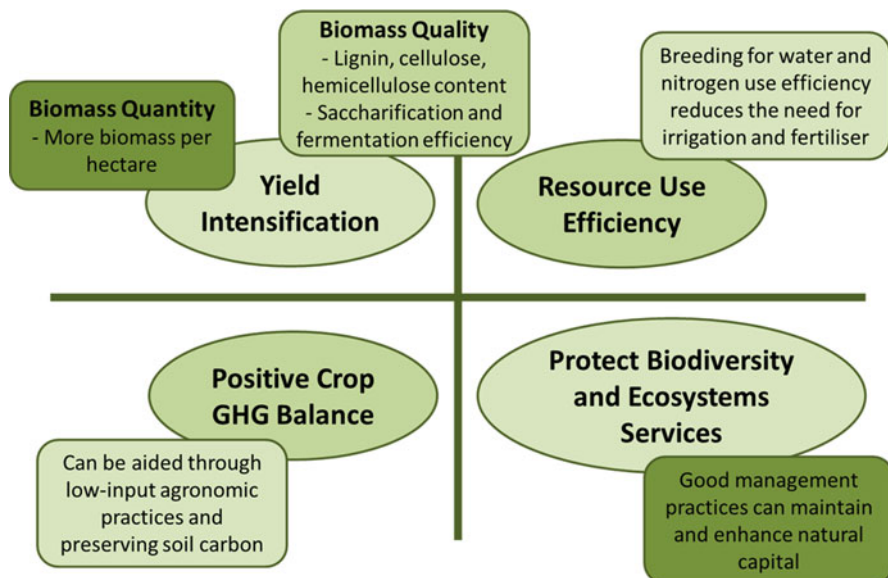 Biomass Quantity
- More biomass per
hectare
Biomass Quality
- Lignin, cellulose,
hemicellulose content
- Saccharification and
fermentation efficiency
Yield
Intensification
Breeding for water and
nitrogen use efficiency
reduces the need for
irrigation and fertiliser
Resource Use
Efficiency
Positive Crop
GHG Balance
Can be aided through
low-input agronomic
practices and
preserving soil carbon
Protect Biodiversity
and Ecosystems
Services
Good management
practices can maintain
and enhance natural
capital